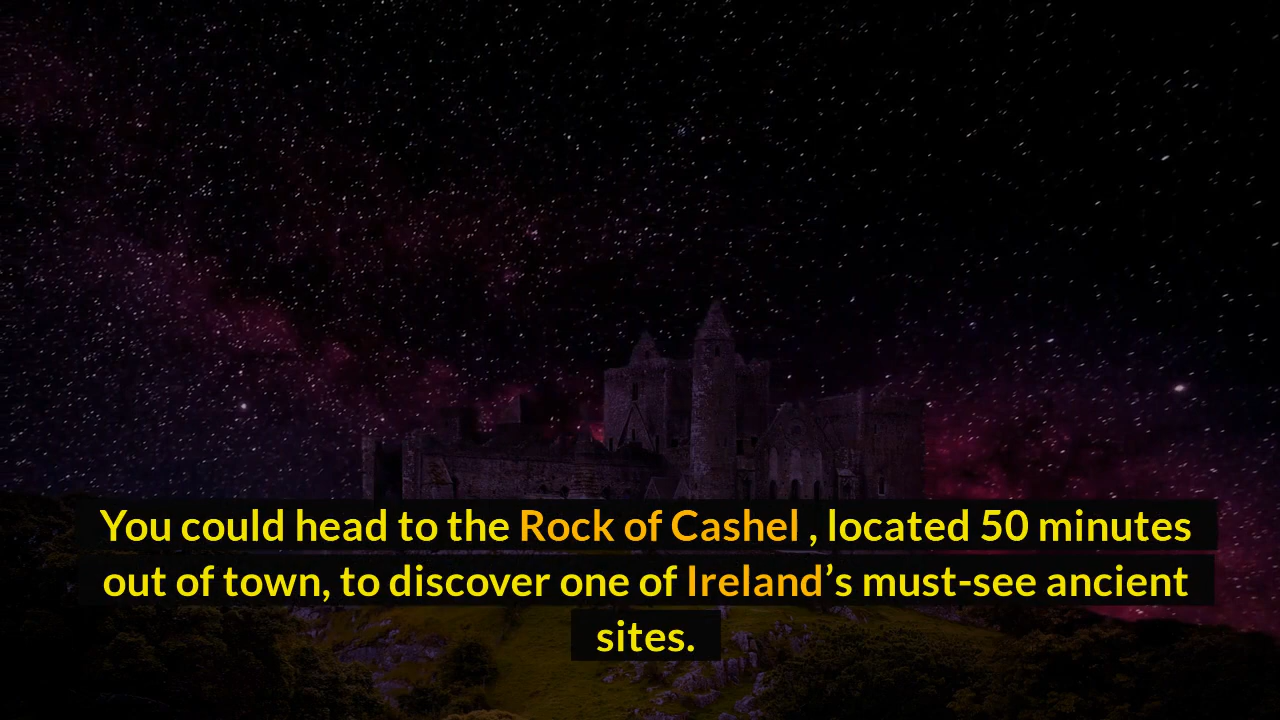 You could head to the Rock of Cashel , located 50 minutes
out of town, to discover one of Ireland’s must-see ancient
sites.